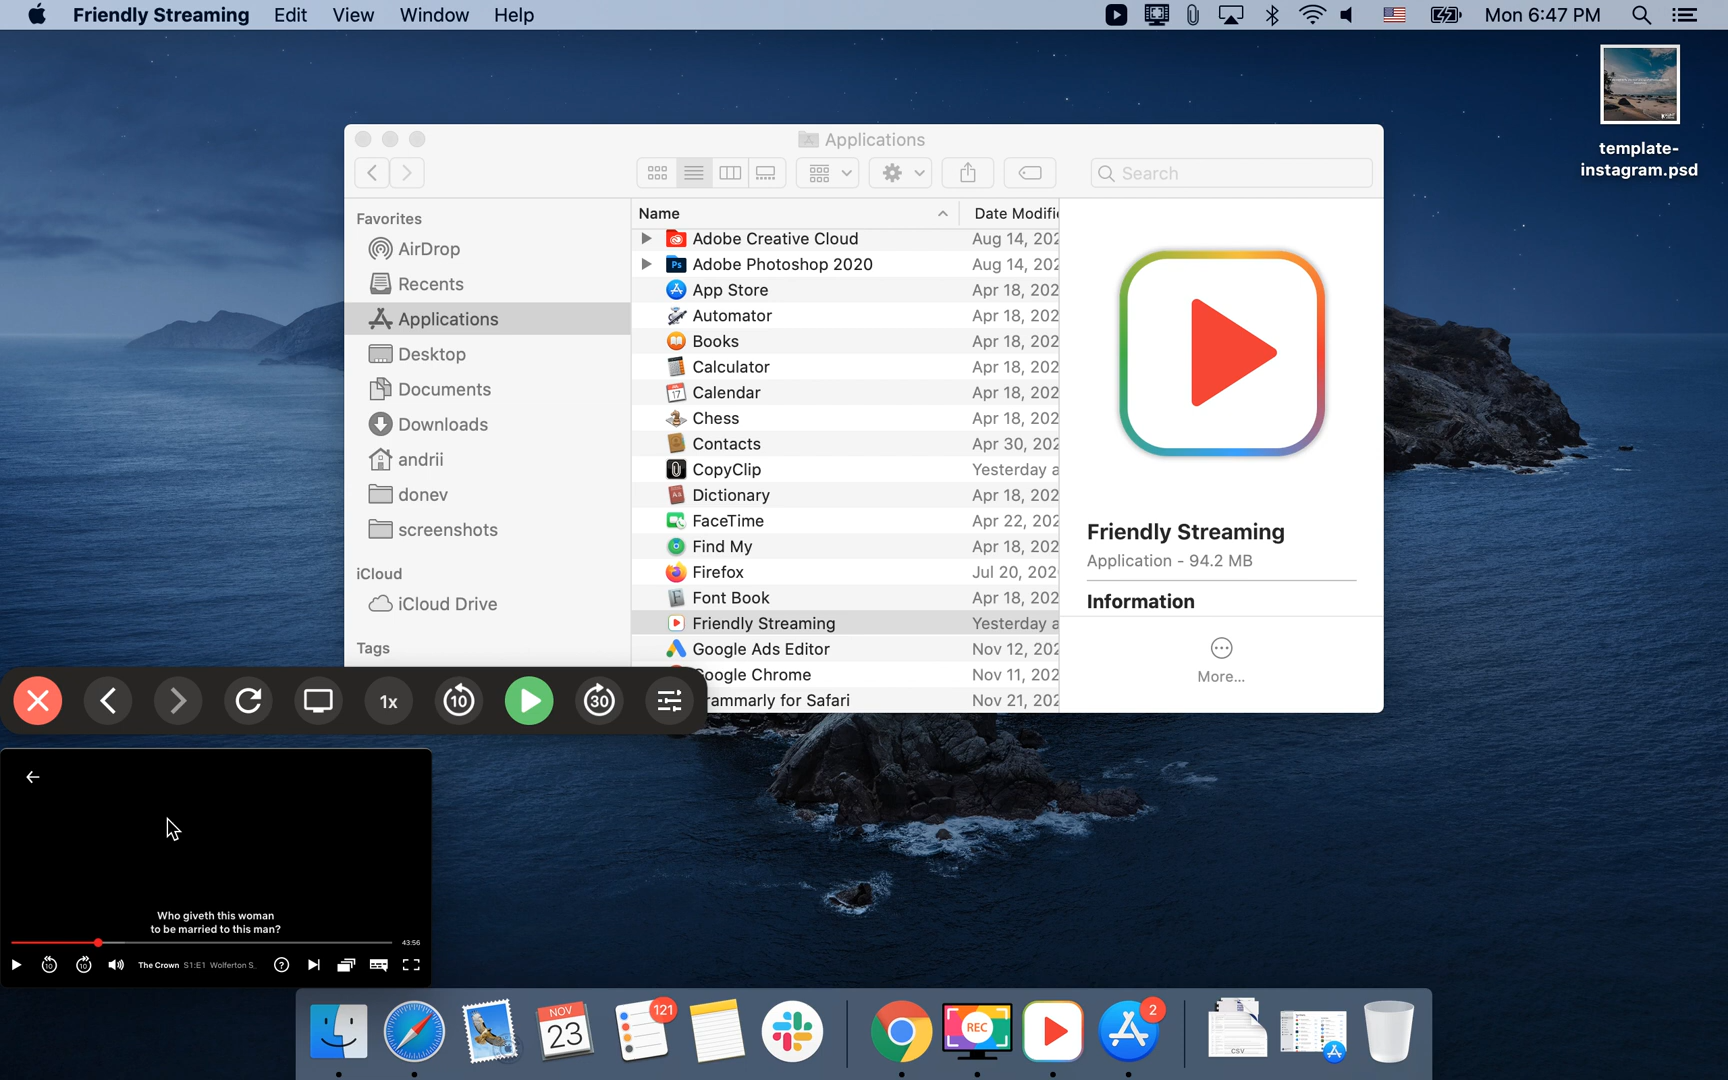 Friendly Streaming Edit View Window Help Mon 6:47 PM
template-
instagram.psd
Applications
Search
Favorites
AirDrop
Recents
Applications
Desktop
Documents
Downloads
andrii
donev
screenshots
iCloud
iCloud Drive
Tags
Name Date Modifi
Adobe Creative Cloud Aug 14, 202
Adobe Photoshop 2020 Aug 14, 202
App Store Apr 18, 202
Automator Apr 18, 202
Books Apr 18, 202
Calculator Apr 18, 202
Calendar Apr 18, 202
Chess Apr 18, 202
Contacts Apr 30, 202
CopyClip Yesterday a
Dictionary Apr 18, 202
FaceTime Apr 22, 202
Find My Apr 18, 202
Firefox Jul 20, 202
Font Book Apr 18, 202
Friendly Streaming Yesterday a
Google Ads Editor Nov 12, 202
oogle Chrome Nov 11, 202
rammarly for Safari Nov 21, 202
Friendly Streaming
Application - 94.2 MB
Information
More...
1x 10 30
Who giveth this woman
to be married to this man?
43:56
10 10 The Crown S1:E1 Wolferton S...
NOV
23
121
REC
2
CSV